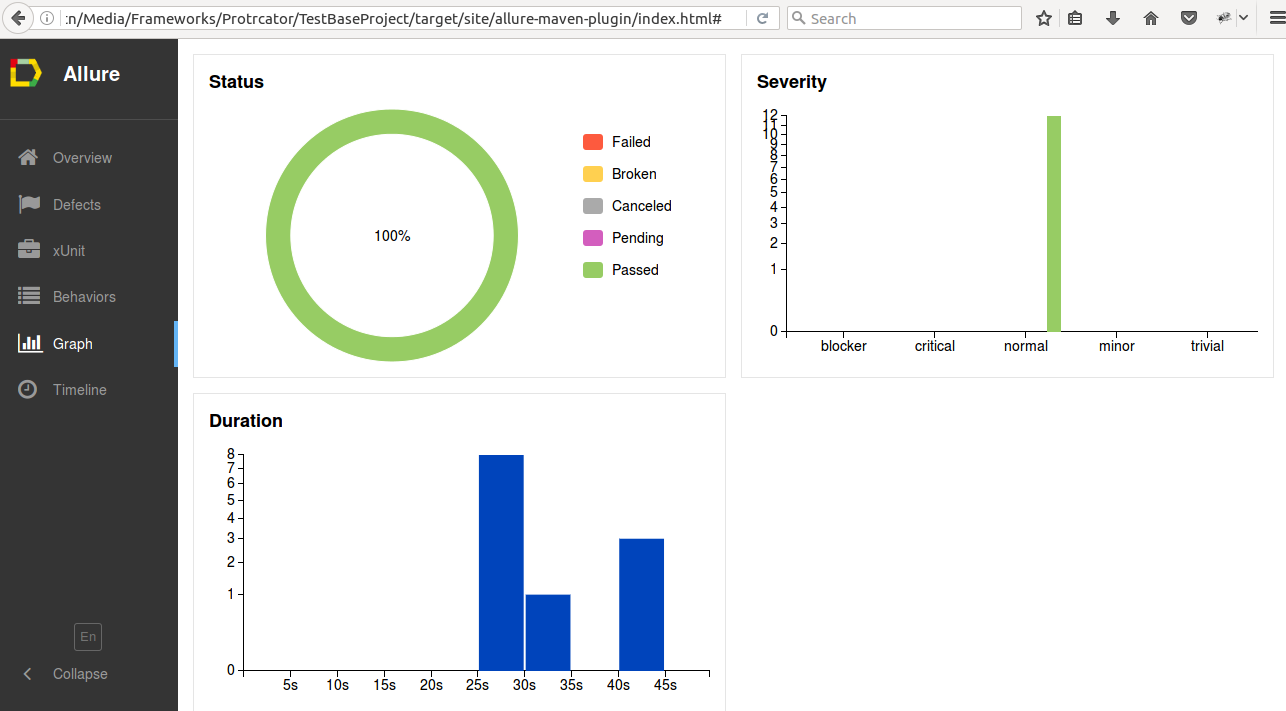 :n/Media/Frameworks/Protrcator/TestBaseProject/target/site/allure-maven-plugin/index.html#
Search
Allure
Overview
Defects
xUnit
Behaviors
Graph
Timeline
En
Collapse
Status
100%
Failed
Broken
Canceled
Pending
Passed
Severity
12
11
10
9
8
7
6
5
4
3
2
1
0
blocker critical normal minor trivial
Duration
8
7
6
5
4
3
2
1
0
5s 10s 15s 20s 25s 30s 35s 40s 45s